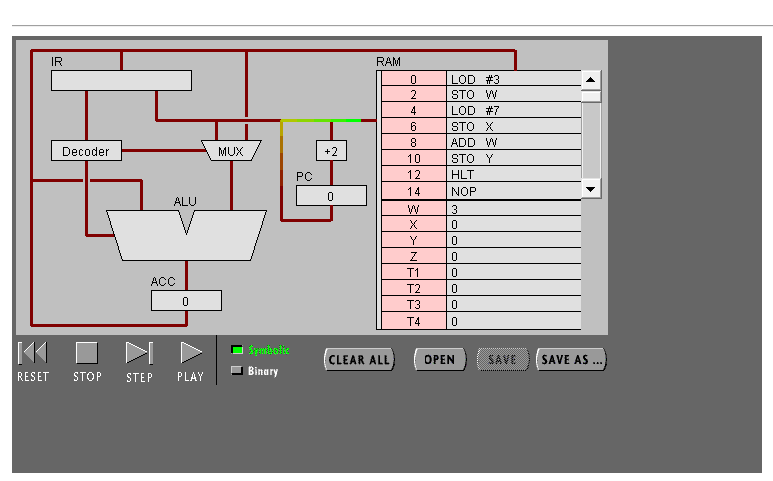 IR
RAM
0 LOD #3
2 STO W
4 LOD #7
6 STO X
8 ADD W
10 STO Y
12 HLT
14 NOP
W 3
X 0
Y 0
Z 0
T1 0
T2 0
T3 0
T4 0
Decoder
MUX
+2
PC
0
ALU
ACC
0
RESET
STOP
STEP
PLAY
Symbolic
Binary
CLEAR ALL
OPEN
SAVE
SAVE AS ...